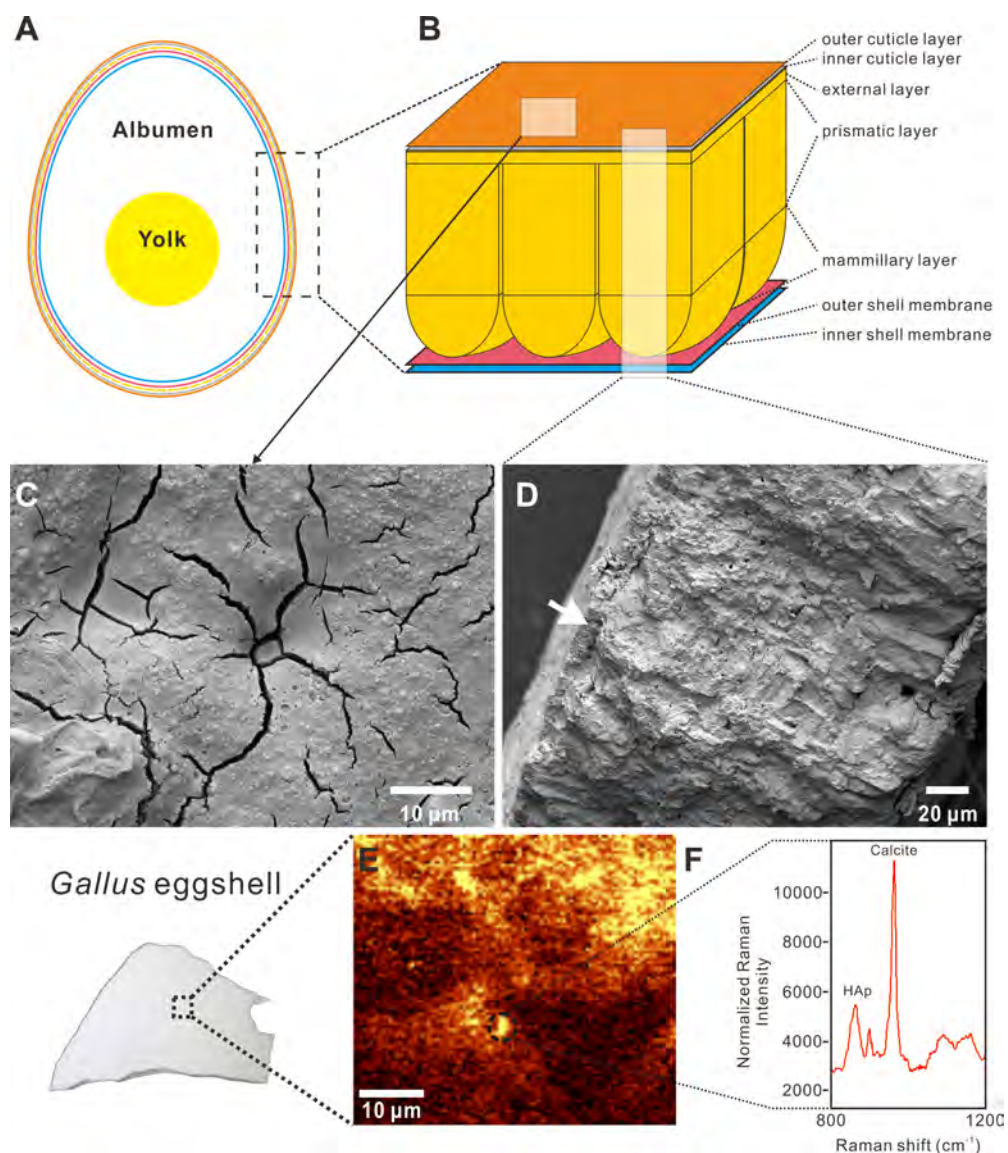 A
B
Albumen
Yolk
outer cuticle layer
inner cuticle layer
external layer
prismatic layer
mammillary layer
outer shell membrane
inner shell membrane
C
10 μm
D
20 μm
Gallus eggshell
E
10 μm
F
Calcite
HAp
Normalized Raman
Intensity
10000
8000
6000
4000
2000
800
1000
1200
Raman shift (cm⁻¹)